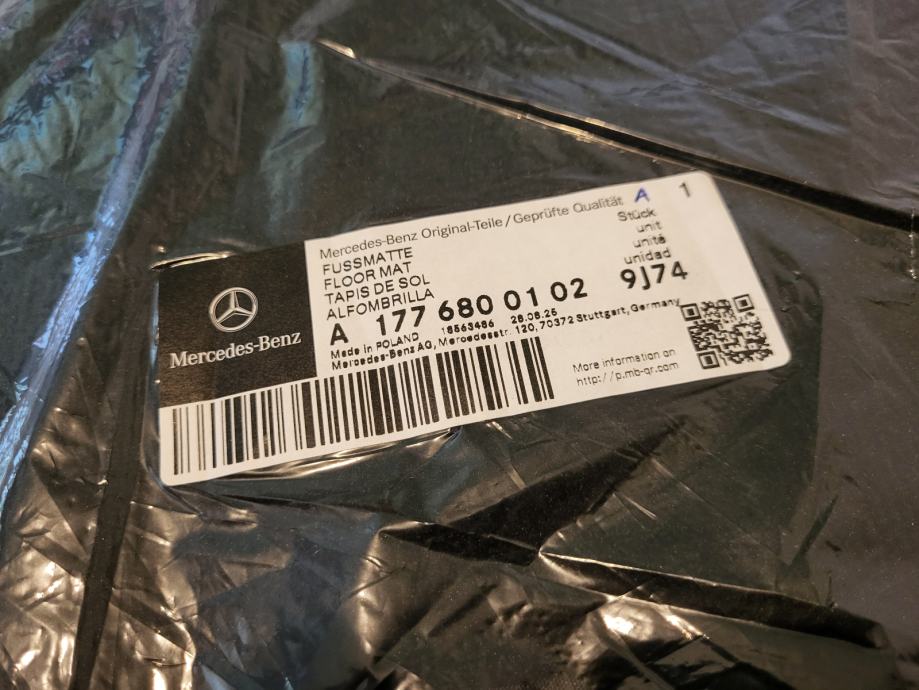 Mercedes-Benz
Mercedes-Benz Original-Teile/Geprüfte Qualität A 1
FUSSMATTE
FLOOR MAT
TAPIS DE SOL
ALFOMBRILLA
Stück
unit
unité
unidad
A 177 680 01 02 9J74
Made in POLAND 18563486 28.08.25
Mercedes-Benz AG, Mercedesstr. 120, 70372 Stuttgart, Germany
More information on
http://p.mb-qr.com